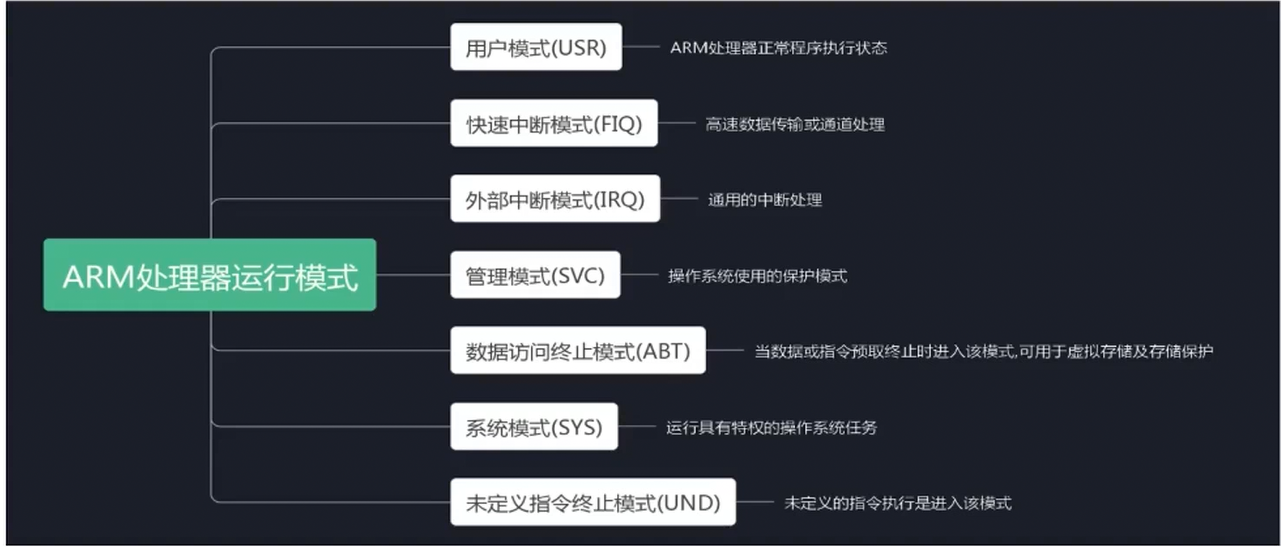 用户模式(USR)
ARM处理器正常程序执行状态
快速中断模式(FIQ)
高速数据传输或通道处理
外部中断模式(IRQ)
通用的中断处理
ARM处理器运行模式
管理模式(SVC)
操作系统使用的保护模式
数据访问终止模式(ABT)
当数据或指令预取终止时进入该模式,可用于虚拟存储及存储保护
系统模式(SYS)
运行具有特权的操作系统任务
未定义指令终止模式(UND)
未定义的指令执行是进入该模式